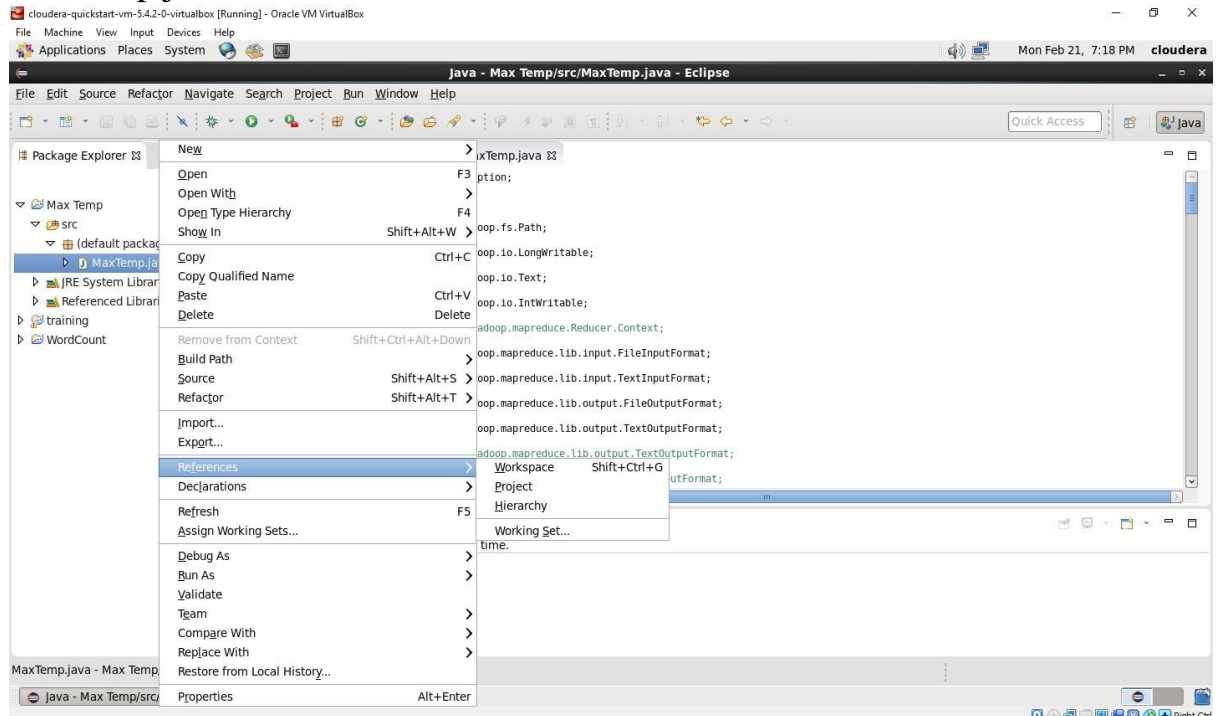 cloudera-quickstart-vm-5.4.2-0-virtualbox [Running] - Oracle VM VirtualBox
File Machine View Input Devices Help
Applications Places System Mon Feb 21, 7:18 PM cloudera
Java - Max Temp/src/MaxTemp.java - Eclipse
File Edit Source Refactor Navigate Search Project Run Window Help
Quick Access Java
Package Explorer
Max Temp
src
(default packag
MaxTemp.ja
JRE System Librar
Referenced Librari
training
WordCount
New
Open F3
Open With
Open Type Hierarchy F4
Show In Shift+Alt+W
Copy Ctrl+C
Copy Qualified Name
Paste Ctrl+V
Delete Delete
Remove from Context Shift+Ctrl+Alt+Down
Build Path
Source Shift+Alt+S
Refactor Shift+Alt+T
Import...
Export...
References
Declarations
Refresh F5
Assign Working Sets...
Debug As
Run As
Validate
Team
Compare With
Replace With
Restore from Local History...
Properties Alt+Enter
Workspace Shift+Ctrl+G
Project
Hierarchy
Working Set...
xTemp.java
ption;
oop.fs.Path;
oop.io.LongWritable;
oop.io.Text;
oop.io.IntWritable;
adoop.mapreduce.Reducer.Context;
oop.mapreduce.lib.input.FileInputFormat;
oop.mapreduce.lib.input.TextInputFormat;
oop.mapreduce.lib.output.FileOutputFormat;
oop.mapreduce.lib.output.TextOutputFormat;
adoop.mapreduce.lib.output.TextOutputFormat;
utFormat;
time.
MaxTemp.java - Max Temp
Java - Max Temp/src/
Right Ctrl